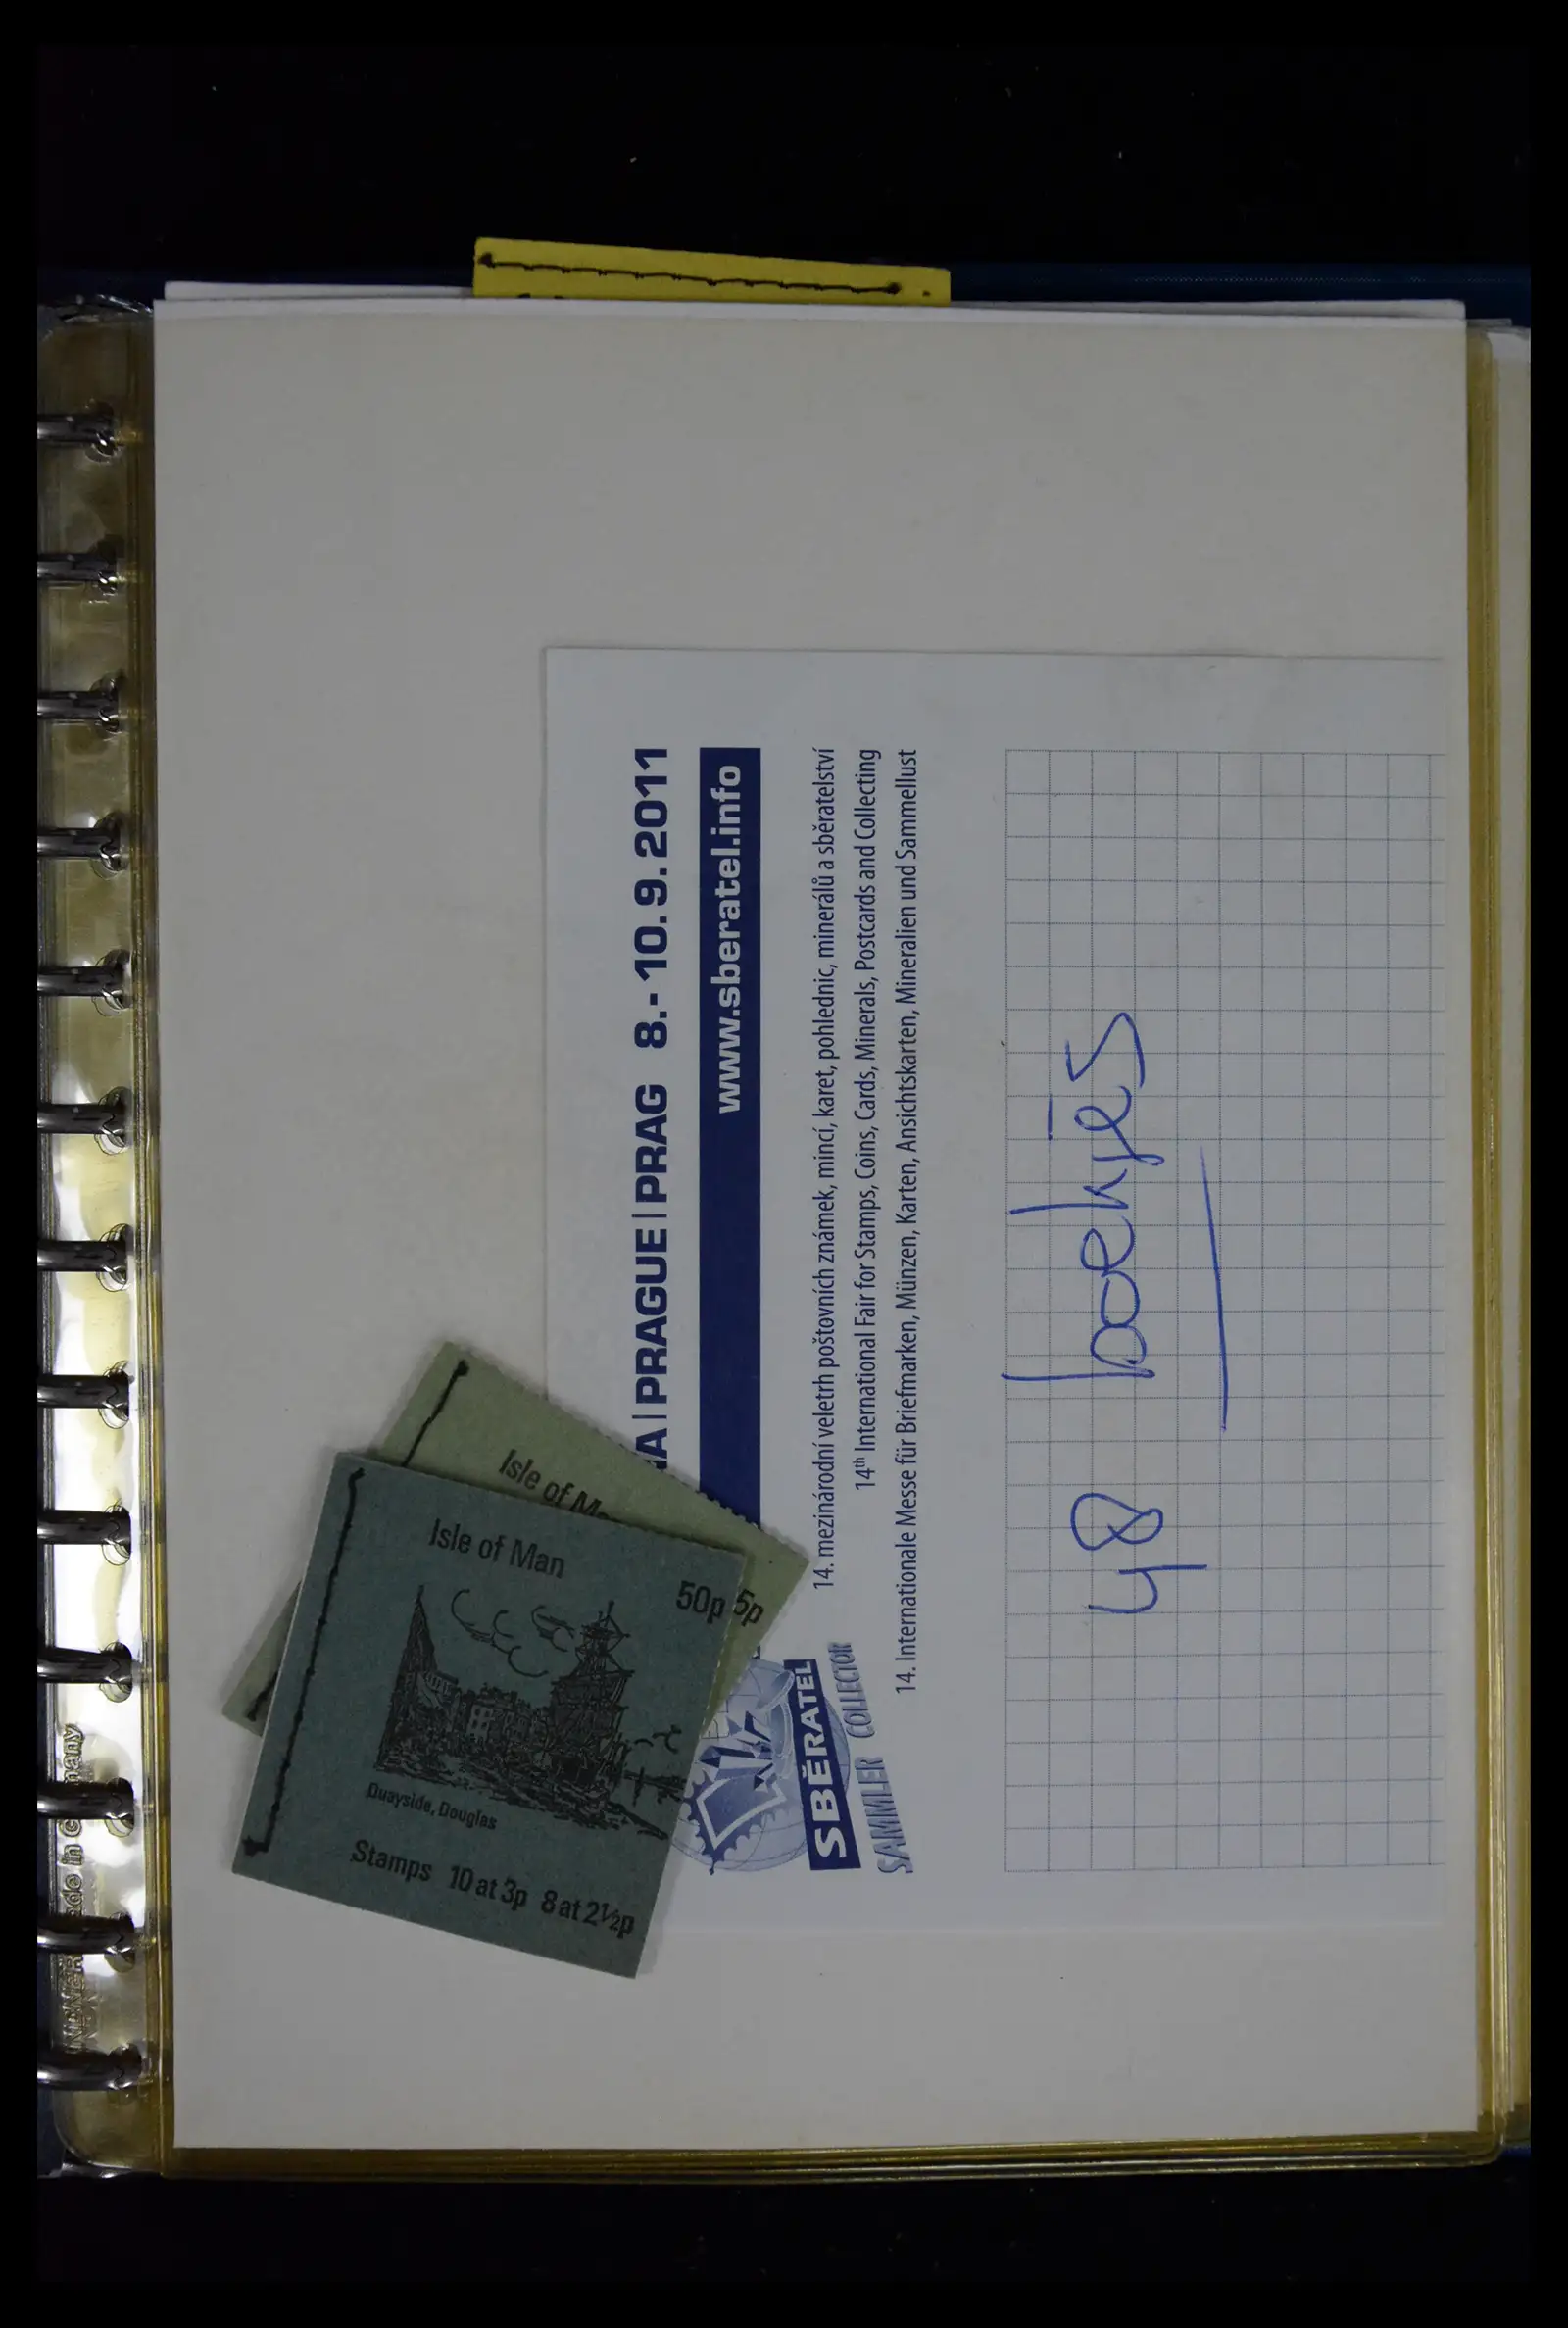 A | PRAGUE | PRAG 8.-10.9.2011
www.sberatel.info
14. mezinárodní veletrh poštovních známek, mincí, karet, pohlednic, minerálů a sběratelství
14th International Fair for Stamps, Coins, Cards, Minerals, Postcards and Collecting
14. Internationale Messe für Briefmarken, Münzen, Karten, Ansichtskarten, Mineralien und Sammellust
SBĚRATEL
SAMMLER COLLECTOR
48 boekjes
Isle of Ma
5p
Isle of Man
50p
Quayside, Douglas
Stamps 10 at 3p 8 at 2½p